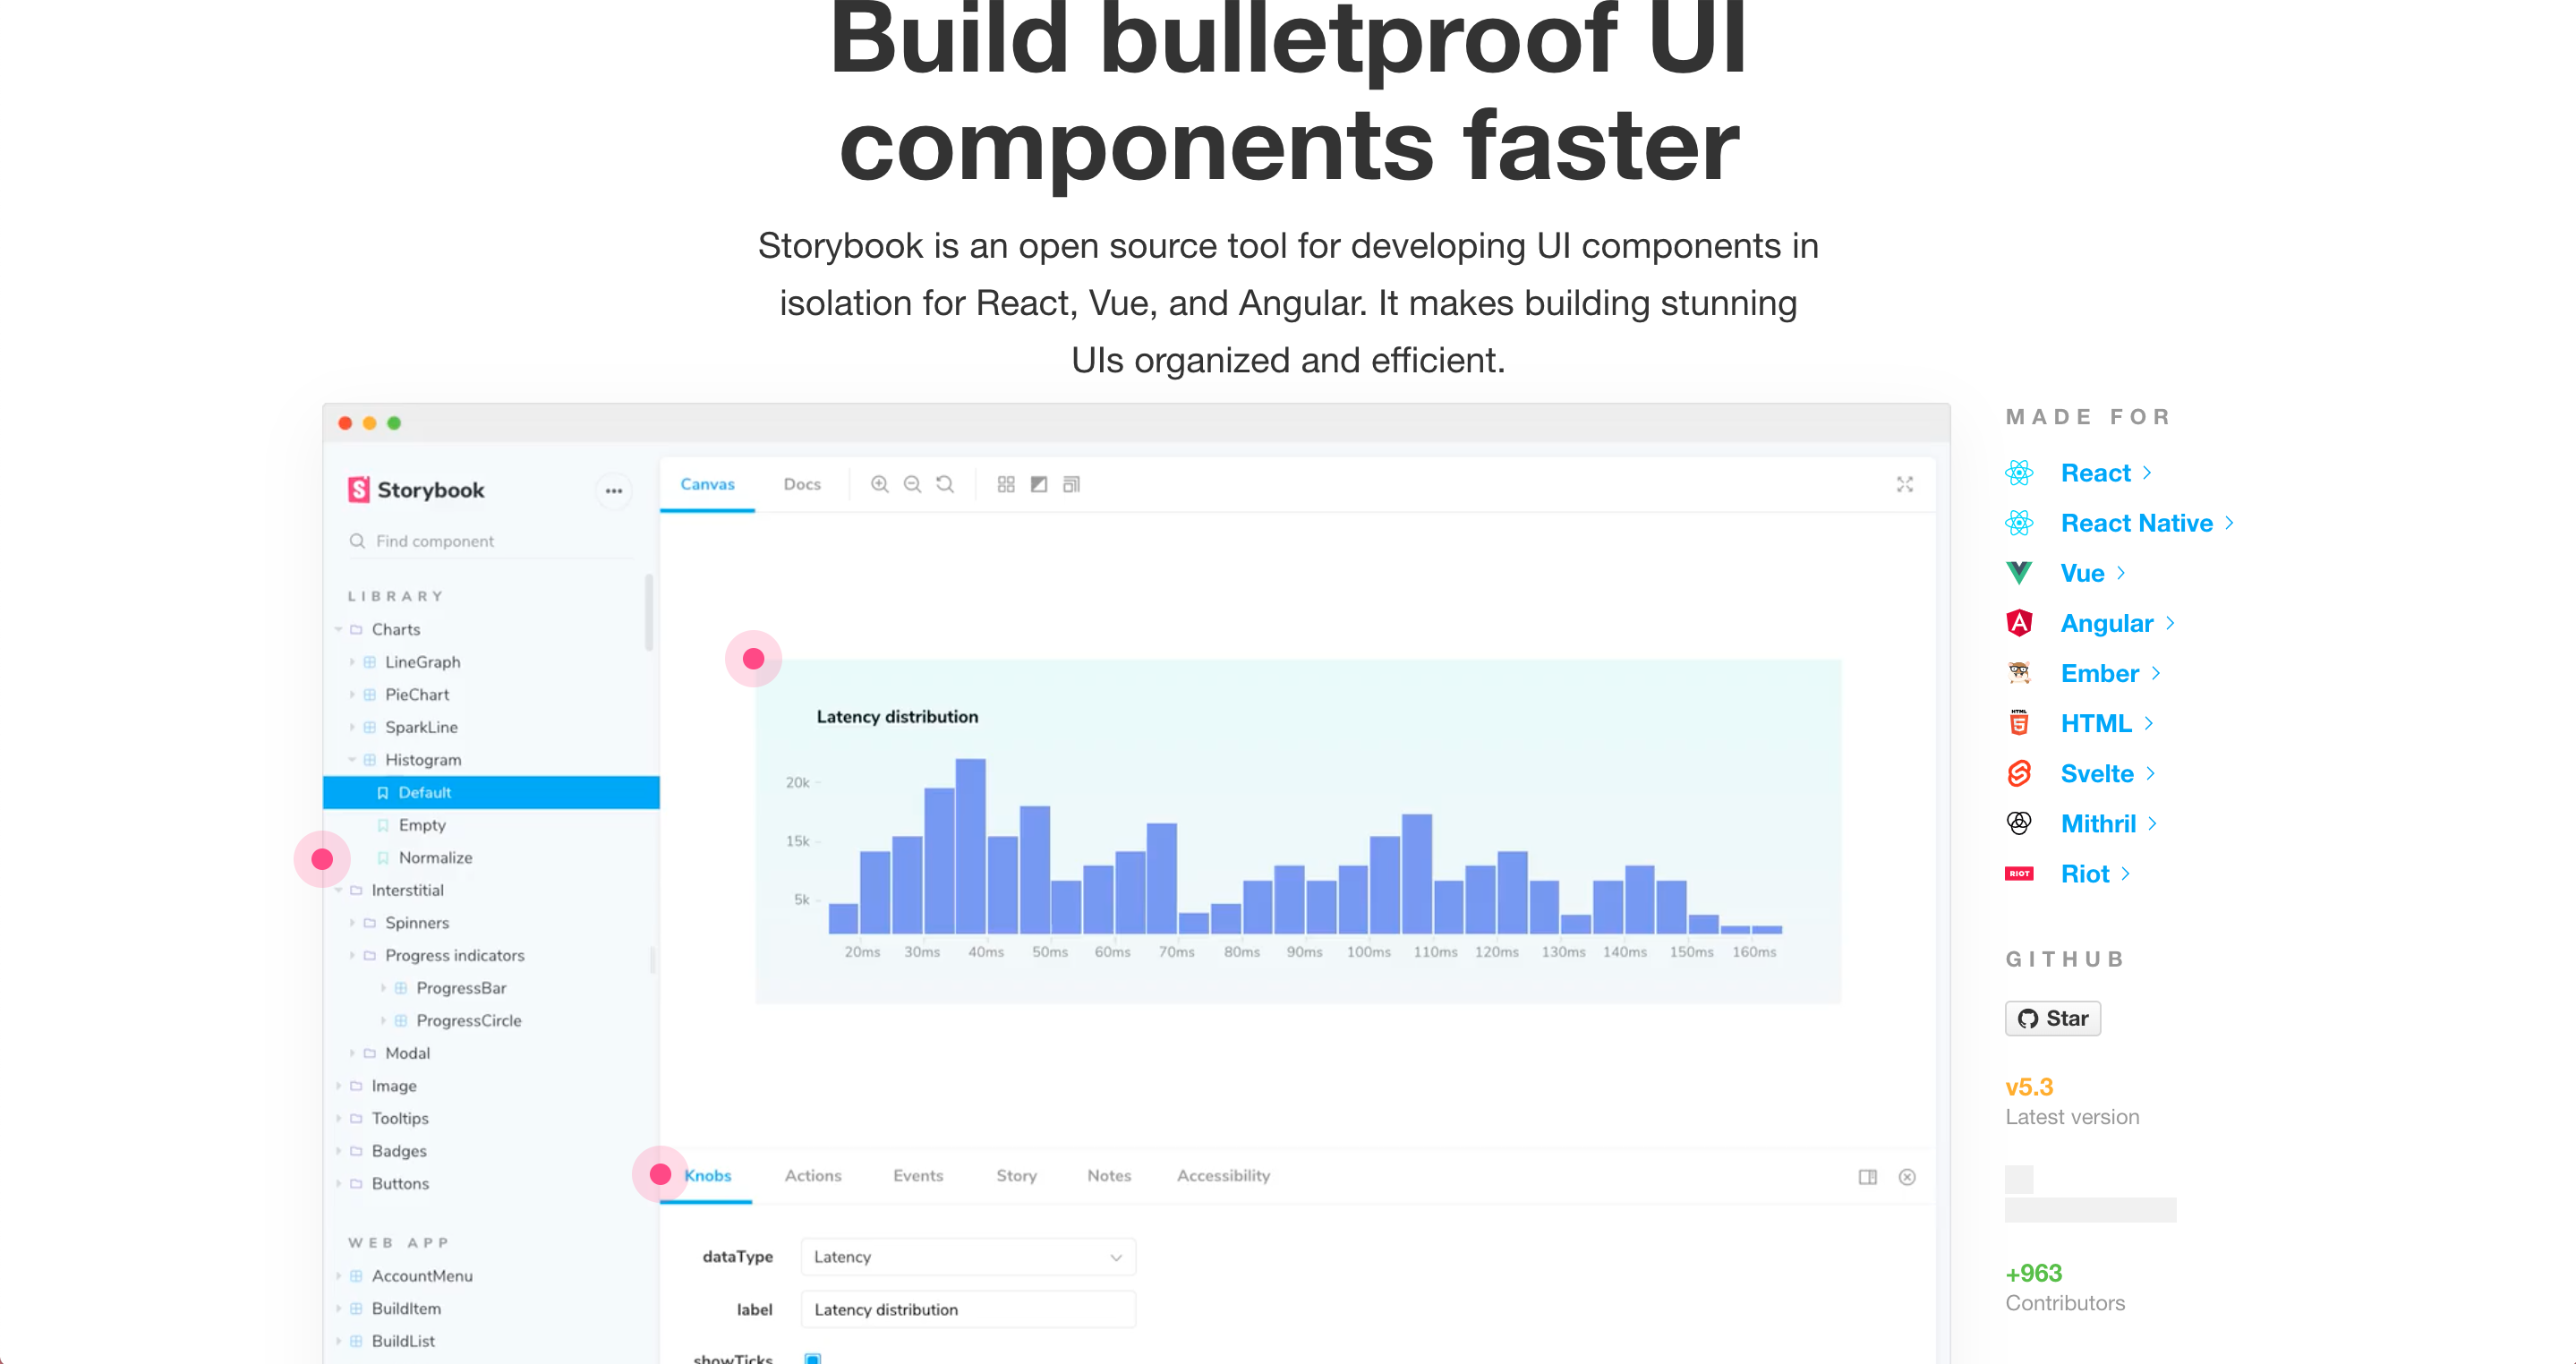 Build bulletproof UI
components faster
Storybook is an open source tool for developing UI components in
isolation for React, Vue, and Angular. It makes building stunning
UIs organized and efficient.
Storybook
Find component
LIBRARY
Charts
LineGraph
PieChart
SparkLine
Histogram
Default
Empty
Normalize
Interstitial
Spinners
Progress indicators
ProgressBar
ProgressCircle
Modal
Image
Tooltips
Badges
Buttons
WEB APP
AccountMenu
BuildItem
BuildList
Canvas Docs
Latency distribution
20k
15k
5k
20ms 30ms 40ms 50ms 60ms 70ms 80ms 90ms 100ms 110ms 120ms 130ms 140ms 150ms 160ms
Knobs Actions Events Story Notes Accessibility
dataType Latency
label Latency distribution
showTicks
MADE FOR
React
React Native
Vue
Angular
Ember
HTML
Svelte
Mithril
RIOT Riot
GITHUB
Star
v5.3
Latest version
+963
Contributors